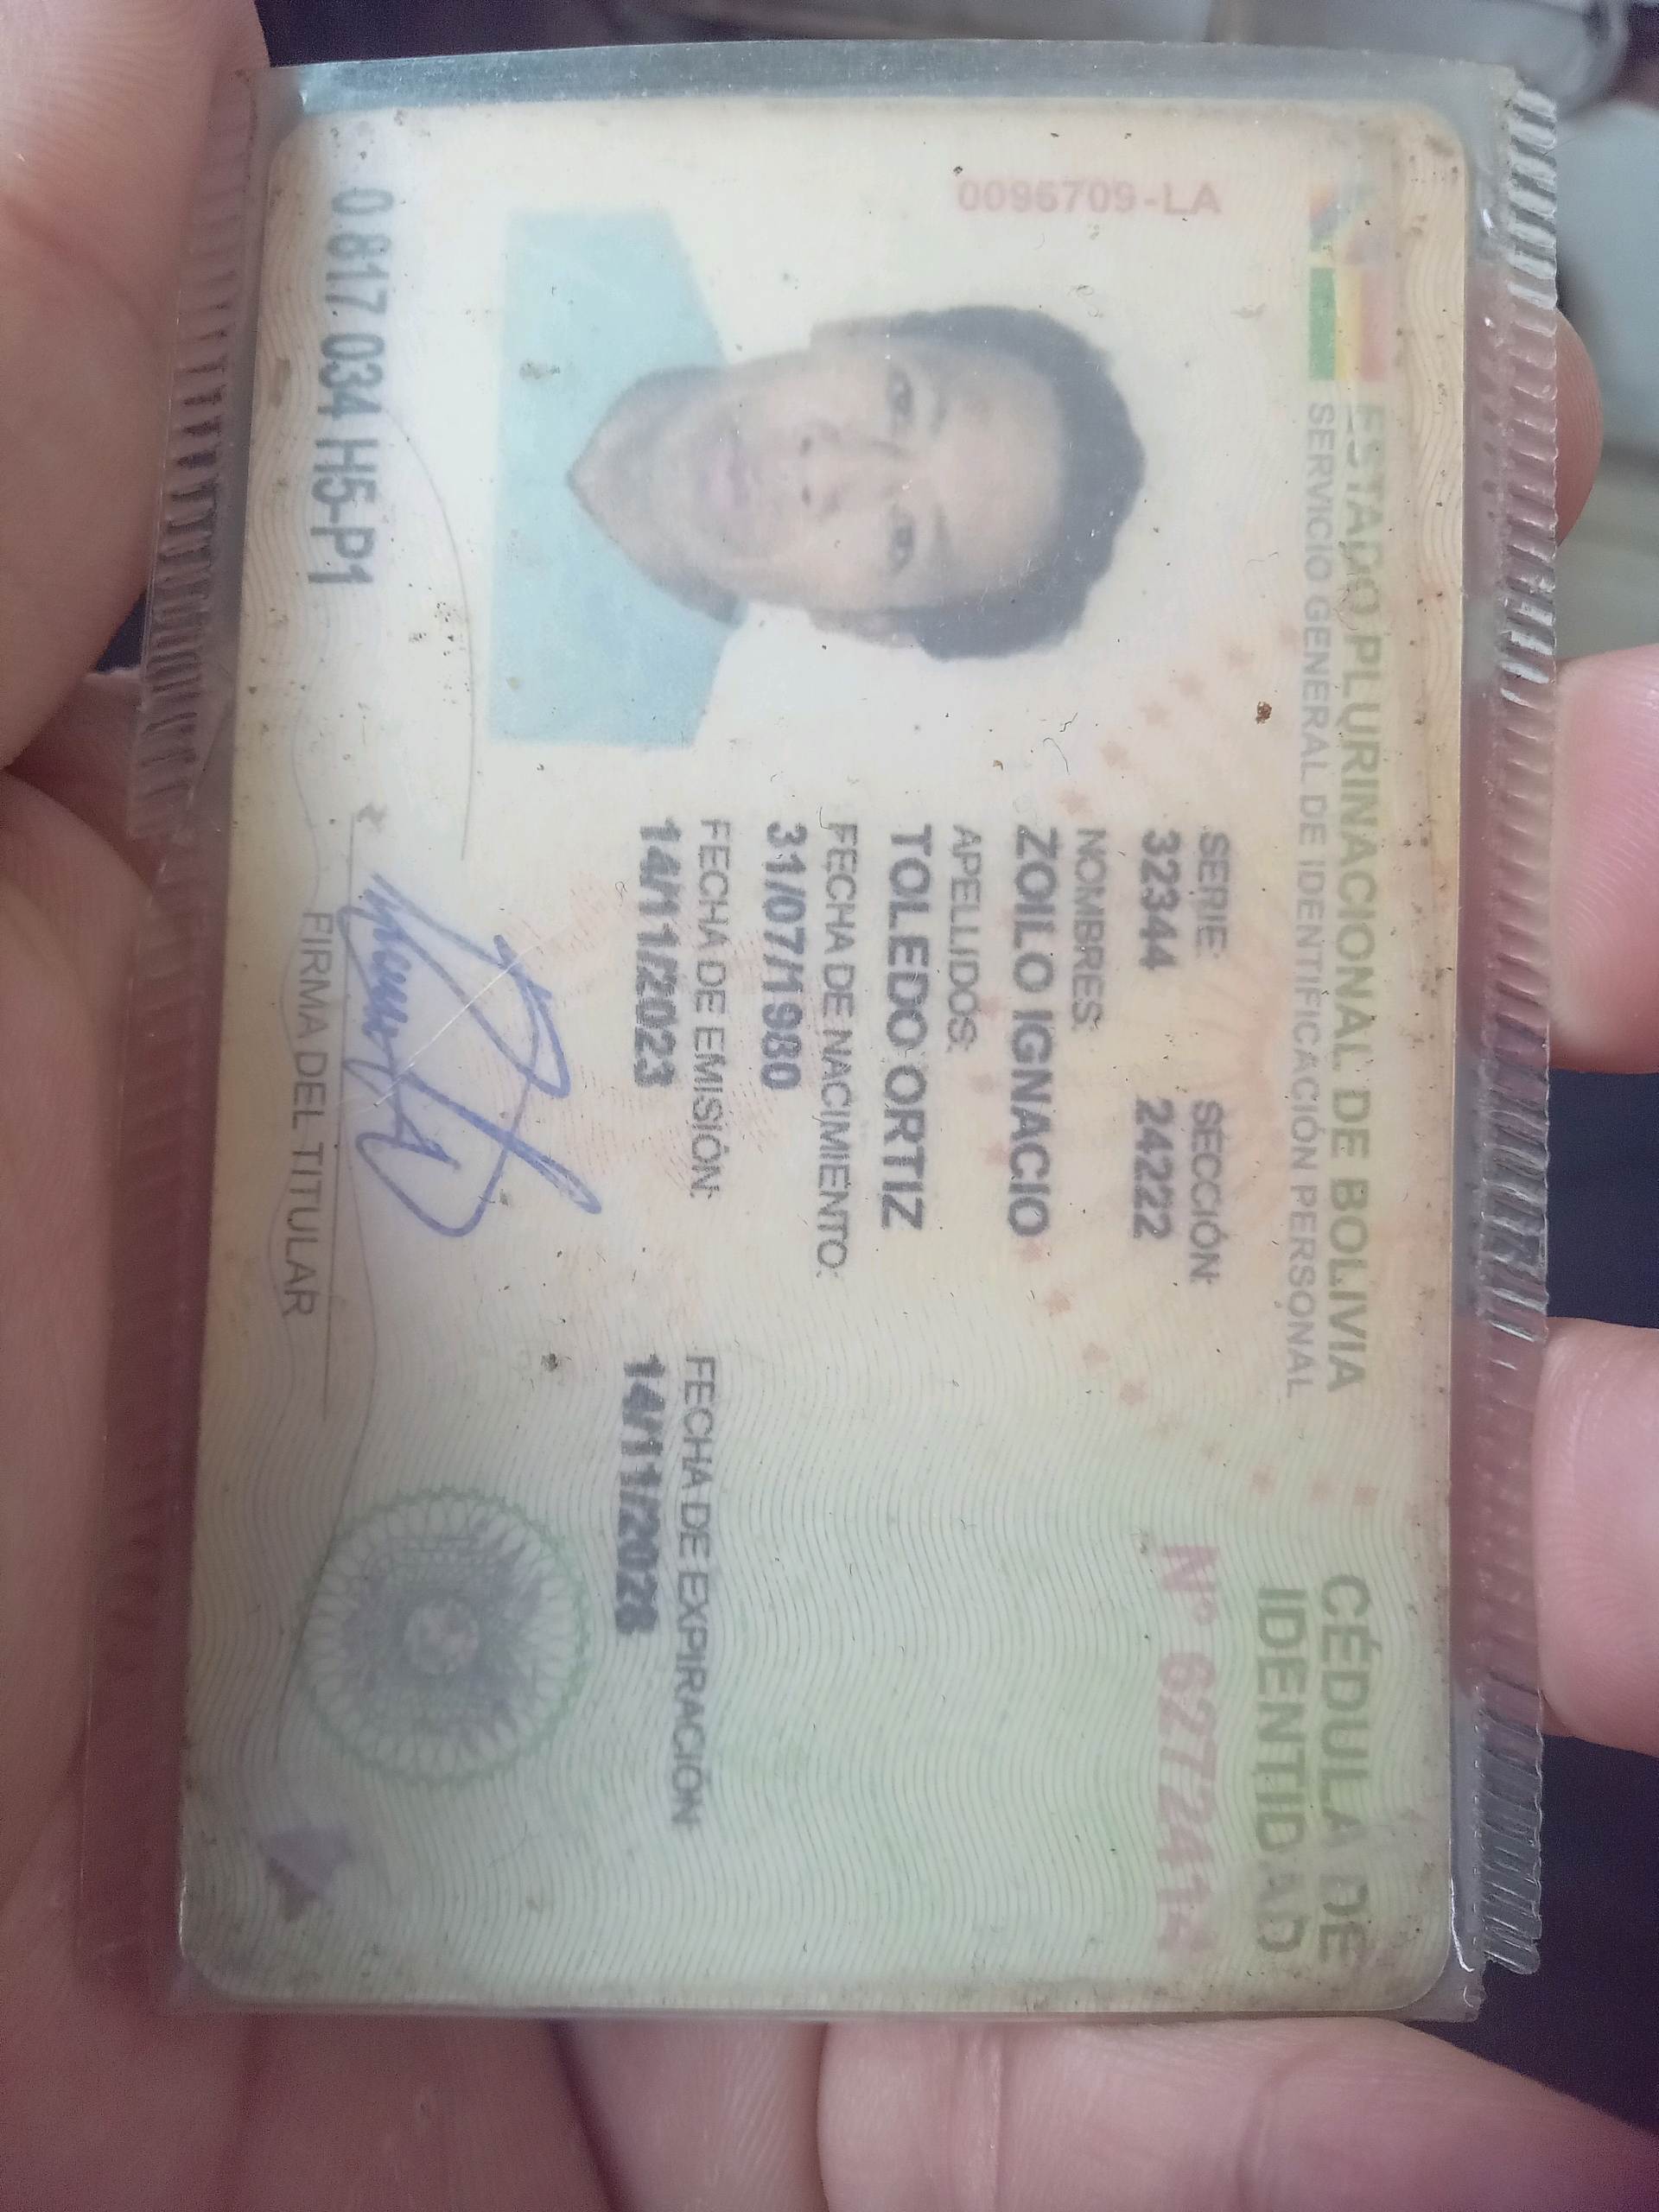 ESTADO PLURINACIONAL DE BOLIVIA
SERVICIO GENERAL DE IDENTIFICACIÓN PERSONAL
CÉDULA DE
IDENTIDAD
0095709-LA
Nº
SERIE: SECCIÓN:
32344 24222
NOMBRES:
ZOILO IGNACIO
APELLIDOS:
TOLEDO ORTIZ
FECHA DE NACIMIENTO:
31/07/1980
FECHA DE EMISIÓN: FECHA DE EXPIRACIÓN
14/11/2023 14/11/2028
0 817 034 H5-P1
FIRMA DEL TITULAR